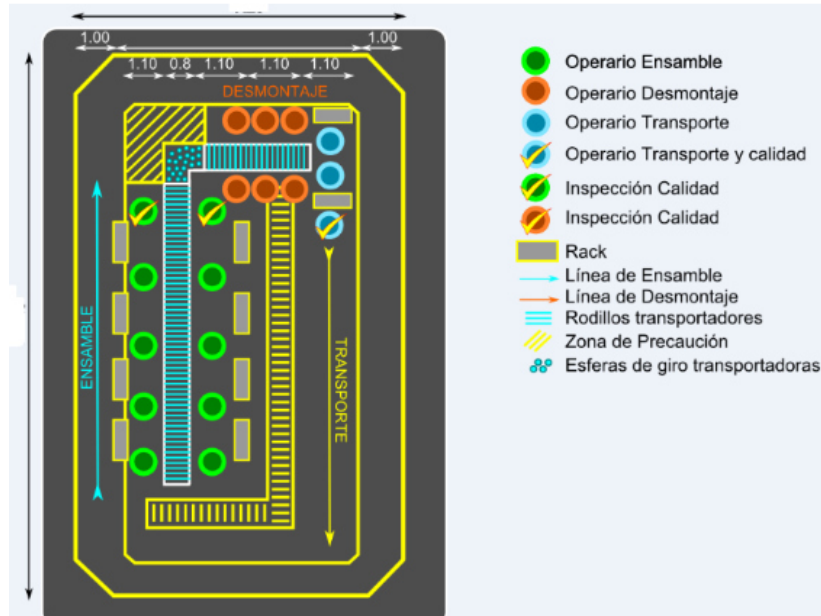 1.00
1.00
1.10
0.8
1.10
1.10
1.10
DESMONTAJE
ENSAMBLE
TRANSPORTE
Operario Ensamble
Operario Desmontaje
Operario Transporte
Operario Transporte y calidad
Inspección Calidad
Inspección Calidad
Rack
Línea de Ensamble
Línea de Desmontaje
Rodillos transportadores
Zona de Precaución
Esferas de giro transportadoras